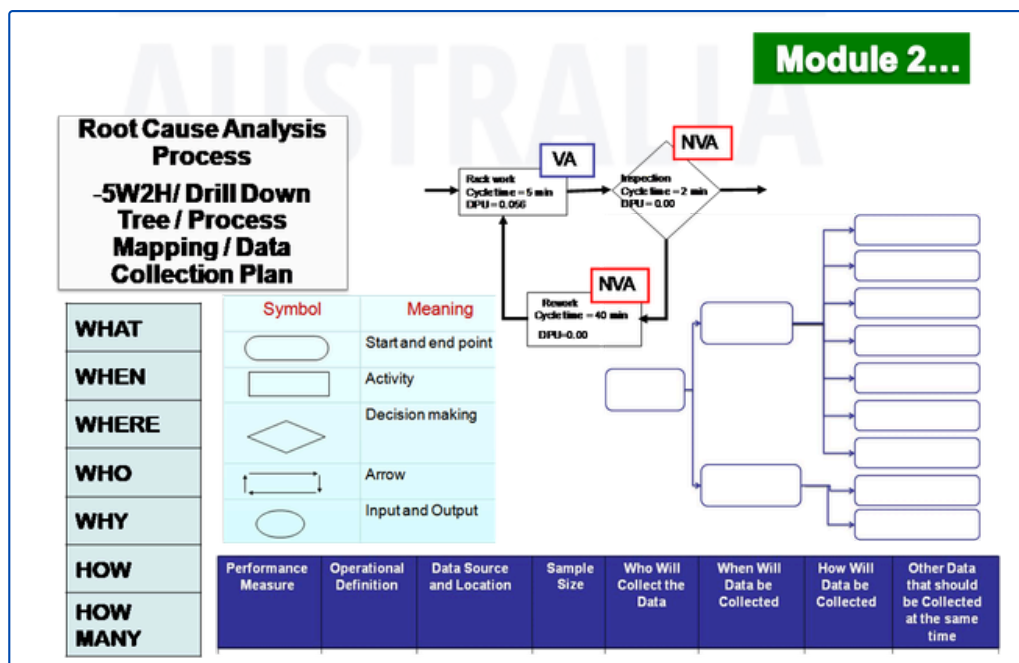 AUSTRALIA
Module 2...
Root Cause Analysis
Process
-5W2H/ Drill Down
Tree / Process
Mapping / Data
Collection Plan
VA
Rack work
Cycle time = 5 min
DPU = 0.056
NVA
Inspection
Cycle time = 2 min
DPU = 0.00
NVA
Rework
Cycle time = 40 min
DPU=0.00
WHAT
WHEN
WHERE
WHO
WHY
HOW
HOW
MANY
Symbol Meaning
Start and end point
Activity
Decision making
Arrow
Input and Output
Performance
Measure
Operational
Definition
Data Source
and Location
Sample
Size
Who Will
Collect the
Data
When Will
Data be
Collected
How Will
Data be
Collected
Other Data
that should
be Collected
at the same
time